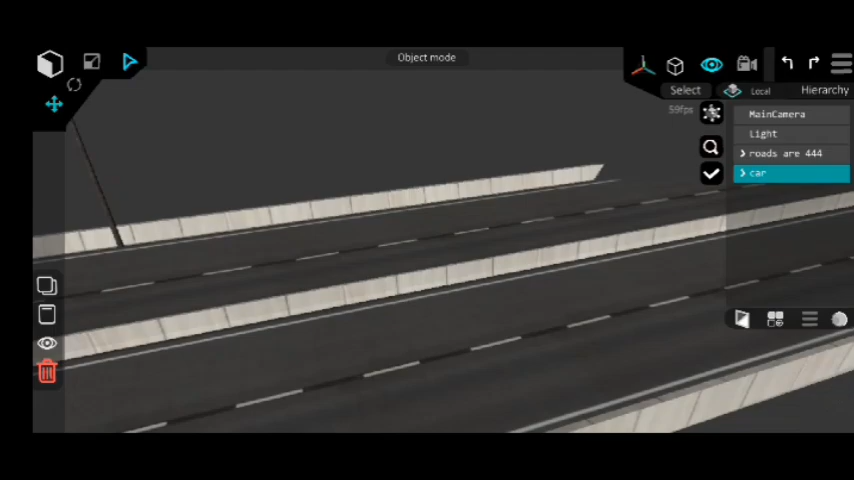 Object mode
Select
Local
Hierarchy
59fps
MainCamera
Light
roads are 444
car